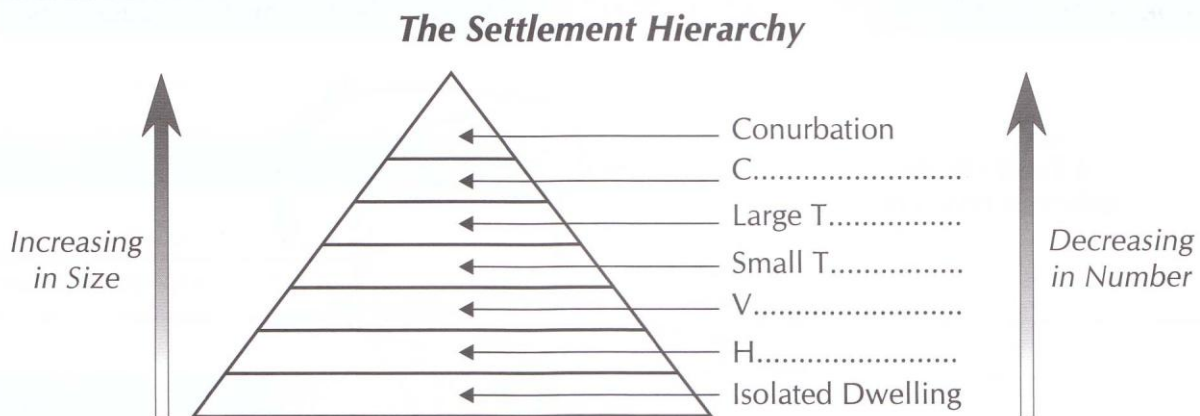 The Settlement Hierarchy
Conurbation
C........................
Large T...............
Small T...............
V.........................
H.......................
Isolated Dwelling
Increasing
in Size
Decreasing
in Number